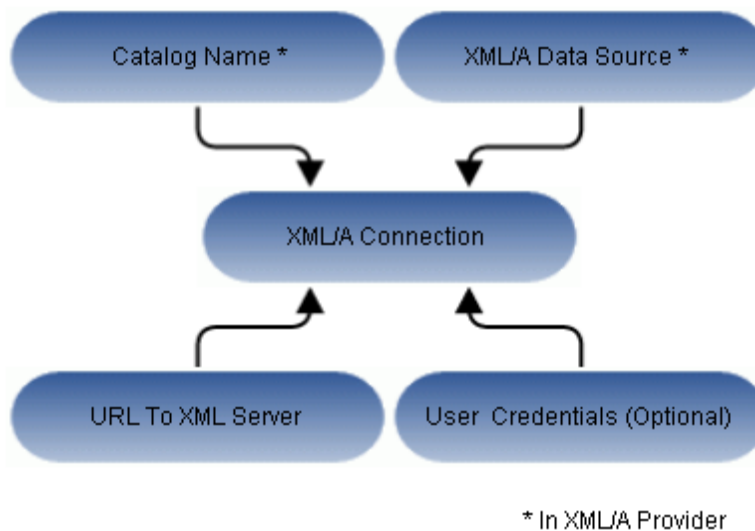 Catalog Name *
XML/A Data Source *
XML/A Connection
URL To XML Server
User Credentials (Optional)
* In XML/A Provider